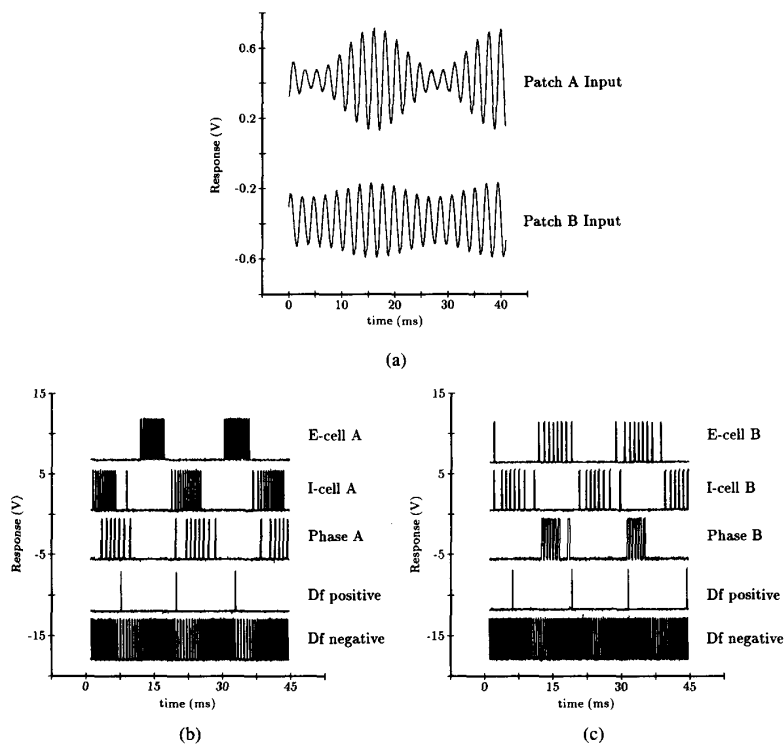 0.6
0.2
-0.2
-0.6
Response (V)
Patch A Input
Patch B Input
0 10 20 30 40
time (ms)
(a)
15
5
-5
-15
Response (V)
E-cell A
I-cell A
Phase A
Df positive
Df negative
0 15 30 45
time (ms)
(b)
15
5
-5
-15
Response (V)
E-cell B
I-cell B
Phase B
Df positive
Df negative
0 15 30 45
time (ms)
(c)